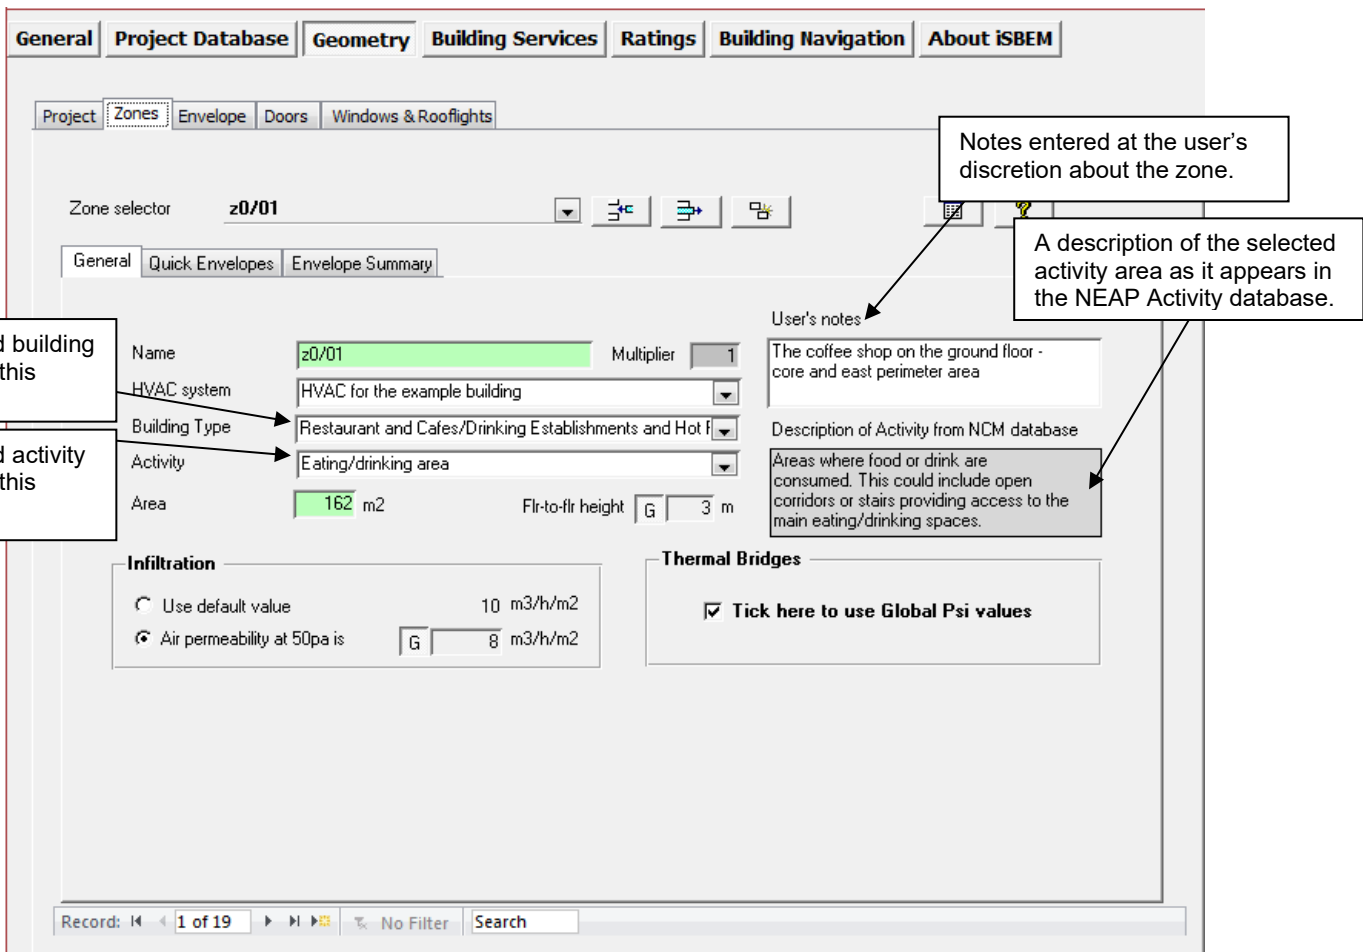 General Project Database Geometry Building Services Ratings Building Navigation About iSBEM
Project Zones Envelope Doors Windows & Rooflights
Notes entered at the user's
discretion about the zone.
Zone selector z0/01
A description of the selected
activity area as it appears in
the NEAP Activity database.
General Quick Envelopes Envelope Summary
User's notes
building
this
Name z0/01 Multiplier 1
The coffee shop on the ground floor -
core and east perimeter area
HVAC system HVAC for the example building
Building Type Restaurant and Cafes/Drinking Establishments and Hot F
Description of Activity from NCM database
activity
this
Activity Eating/drinking area
Areas where food or drink are
consumed. This could include open
corridors or stairs providing access to the
main eating/drinking spaces.
Area 162 m2 Flr-to-flr height G 3 m
Infiltration
Use default value 10 m3/h/m2
Air permeability at 50pa is G 8 m3/h/m2
Thermal Bridges
Tick here to use Global Psi values
Record: 1 of 19 No Filter Search